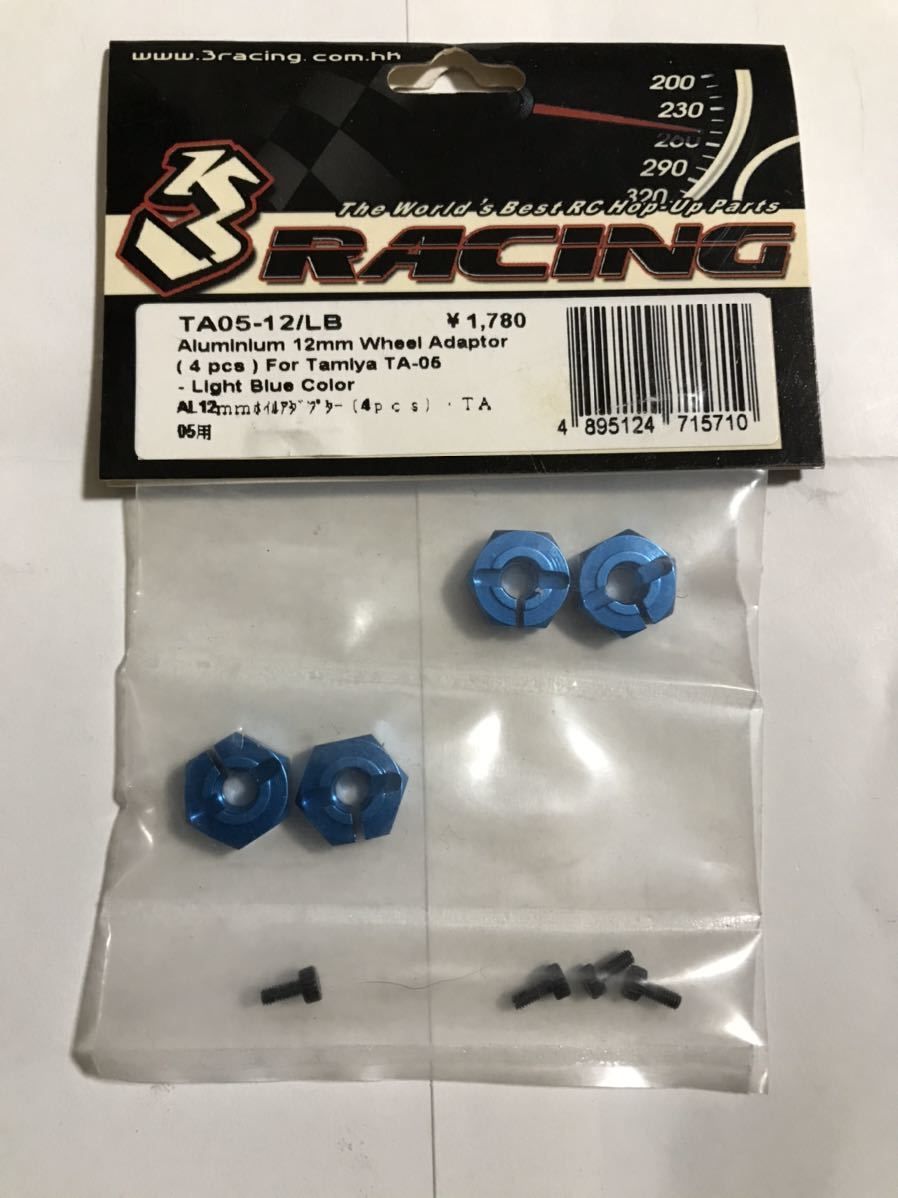 www.3racing.com.hk
200
230
260
290
320
The World's Best RC Hop-Up Parts
3 RACING
TA05-12/LB ¥1,780
Aluminium 12mm Wheel Adaptor
( 4 pcs ) For Tamiya TA-05
- Light Blue Color
AL12mmﾎｲﾙｱﾀﾞﾌﾟﾀｰ (4pcs)・TA
05用
4 895124 715710